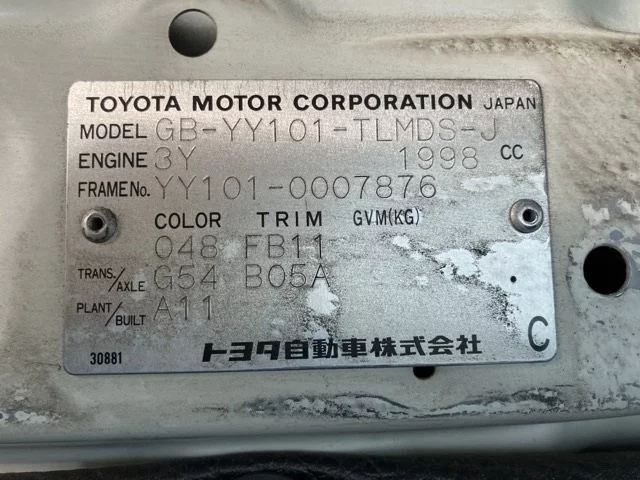 TOYOTA MOTOR CORPORATION JAPAN
MODEL GB-YY101-TLMDS-J
ENGINE 3Y 1998 CC
FRAME No. YY101-0007876
COLOR TRIM GVM(KG)
048 FB11
TRANS./AXLE G54 B05A
PLANT/BUILT A11
30881 トヨタ自動車株式会社 C